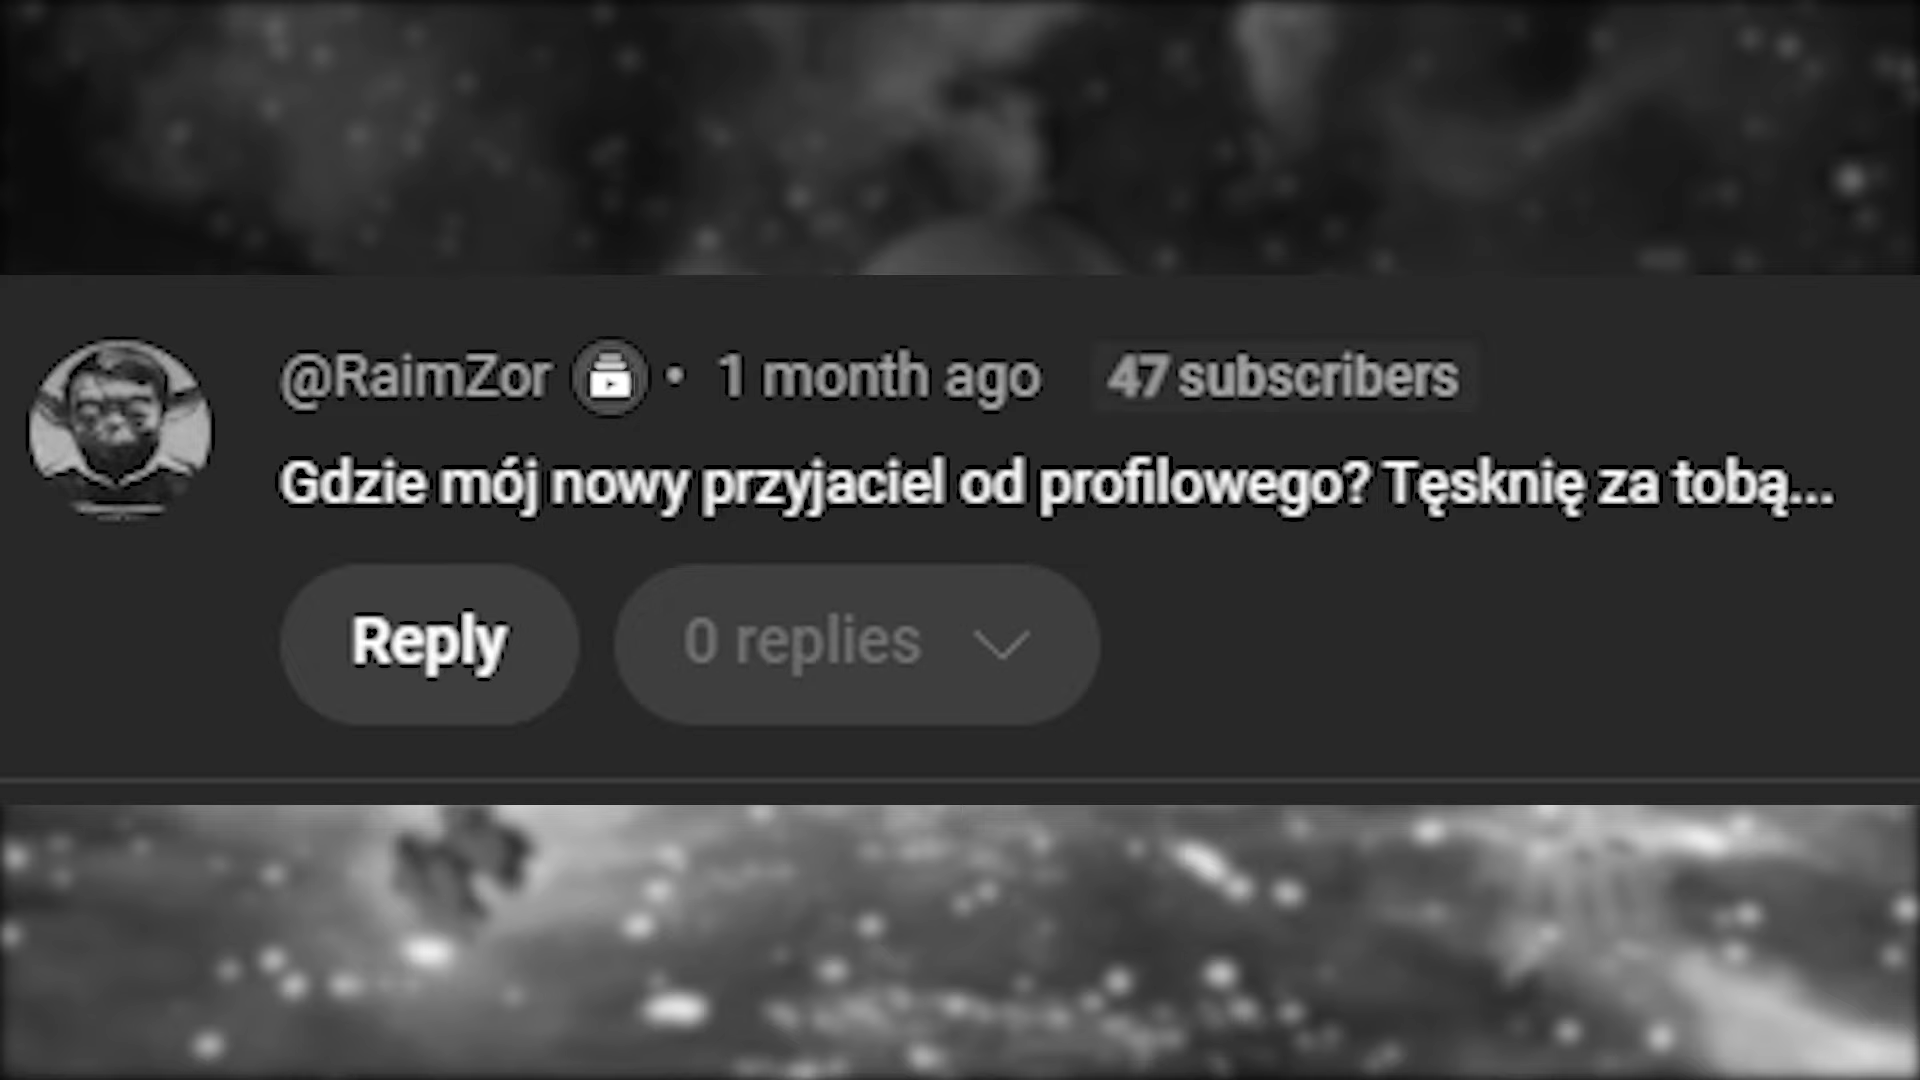 @RaimZor • 1 month ago 47 subscribers
Gdzie mój nowy przyjaciel od profilowego? Tęsknię za tobą...
Reply 0 replies